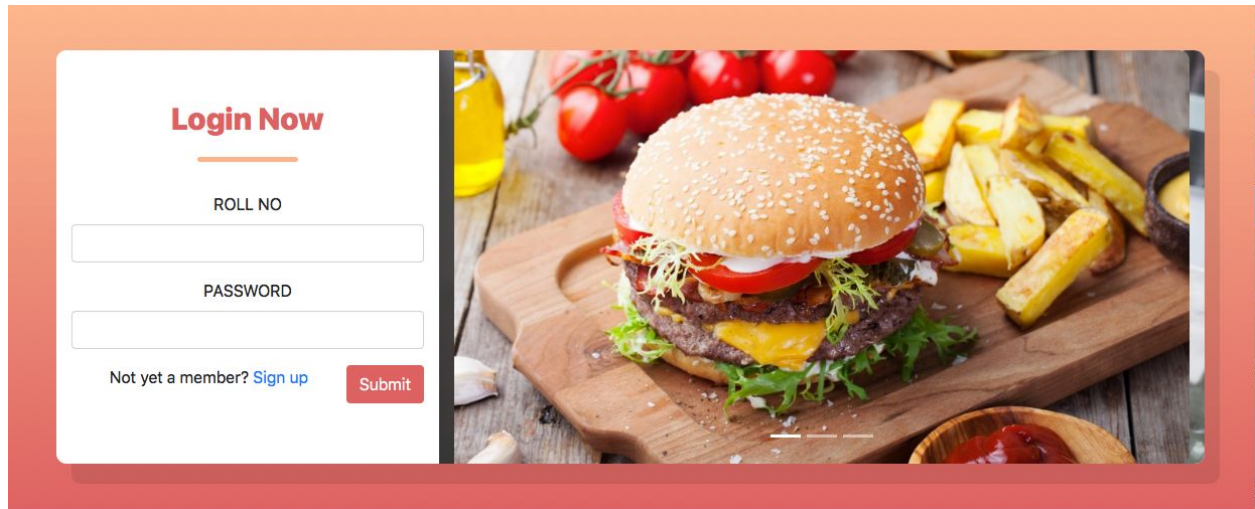 Login Now
ROLL NO
PASSWORD
Not yet a member? Sign up
Submit